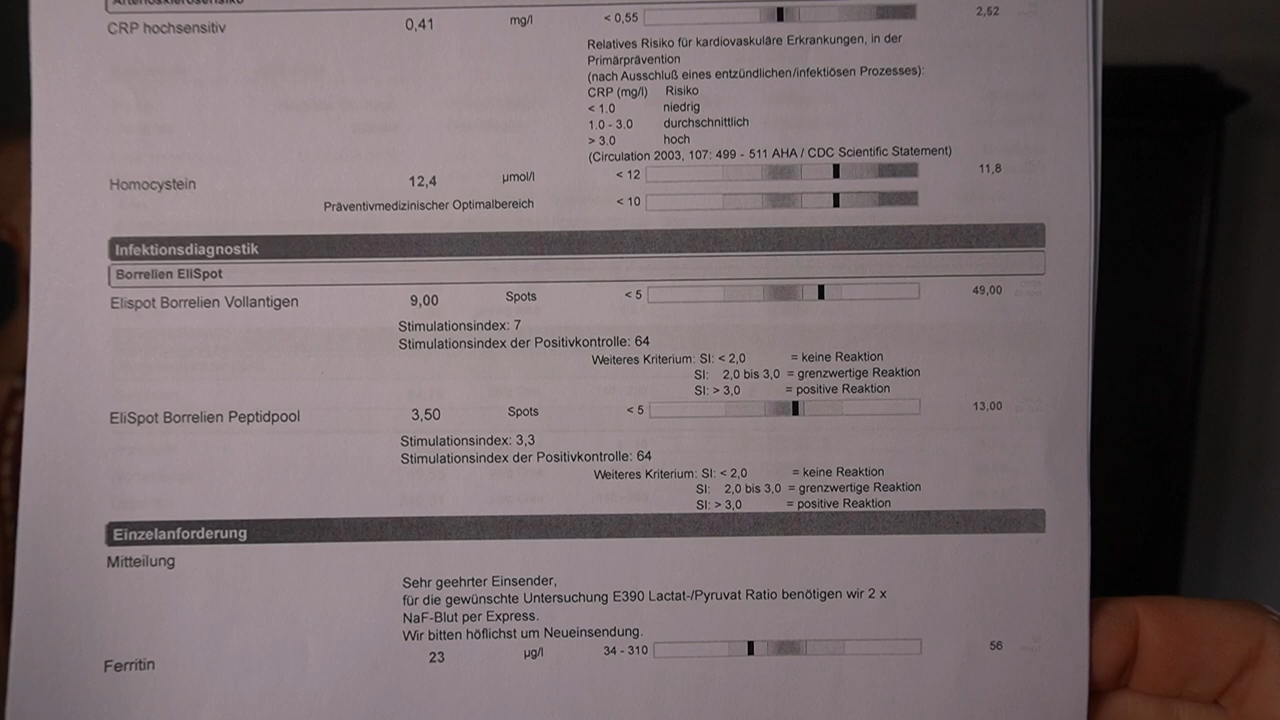 Arterioskleroserisiko
CRP hochsensitiv 0,41 mg/l < 0,55 2,52
Relatives Risiko für kardiovaskuläre Erkrankungen, in der
Primärprävention
(nach Ausschluß eines entzündlichen/infektiösen Prozesses):
CRP (mg/l) Risiko
< 1.0 niedrig
1.0 - 3.0 durchschnittlich
> 3.0 hoch
(Circulation 2003, 107: 499 - 511 AHA / CDC Scientific Statement)
Homocystein 12,4 µmol/l < 12 11,8
Präventivmedizinischer Optimalbereich < 10
Infektionsdiagnostik
Borrelien EliSpot
Elispot Borrelien Vollantigen 9,00 Spots < 5 49,00
Stimulationsindex: 7
Stimulationsindex der Positivkontrolle: 64
Weiteres Kriterium: SI: < 2,0 = keine Reaktion
SI: 2,0 bis 3,0 = grenzwertige Reaktion
SI: > 3,0 = positive Reaktion
EliSpot Borrelien Peptidpool 3,50 Spots < 5 13,00
Stimulationsindex: 3,3
Stimulationsindex der Positivkontrolle: 64
Weiteres Kriterium: SI: < 2,0 = keine Reaktion
SI: 2,0 bis 3,0 = grenzwertige Reaktion
SI: > 3,0 = positive Reaktion
Einzelanforderung
Mitteilung
Sehr geehrter Einsender,
für die gewünschte Untersuchung E390 Lactat-/Pyruvat Ratio benötigen wir 2 x
NaF-Blut per Express.
Wir bitten höflichst um Neueinsendung.
Ferritin 23 µg/l 34 - 310 56